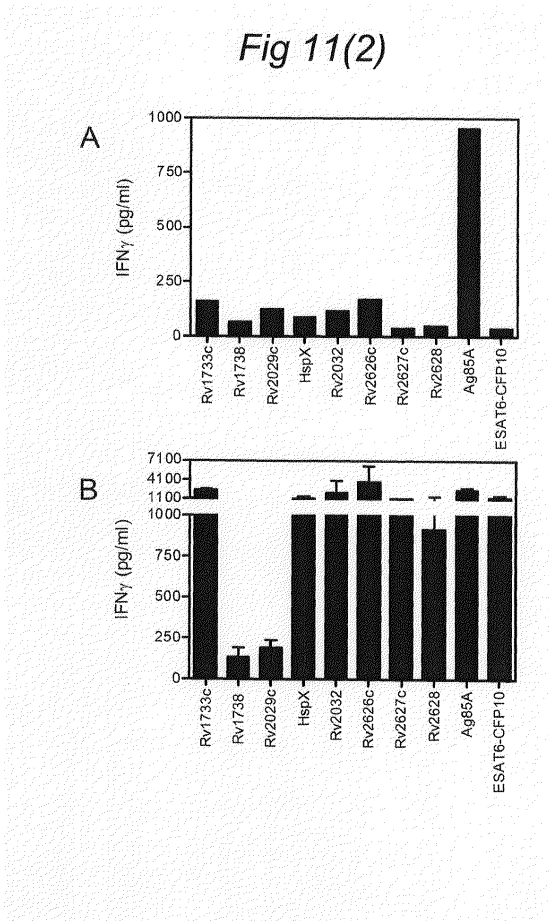 Fig 11(2)
A
IFNγ (pg/ml)
1000
750
500
250
0
Rv1733c
Rv1738
Rv2029c
HspX
Rv2032
Rv2626c
Rv2627c
Rv2628
Ag85A
ESAT6-CFP10
B
IFNγ (pg/ml)
7100
4100
1100
1000
750
500
250
0
Rv1733c
Rv1738
Rv2029c
HspX
Rv2032
Rv2626c
Rv2627c
Rv2628
Ag85A
ESAT6-CFP10